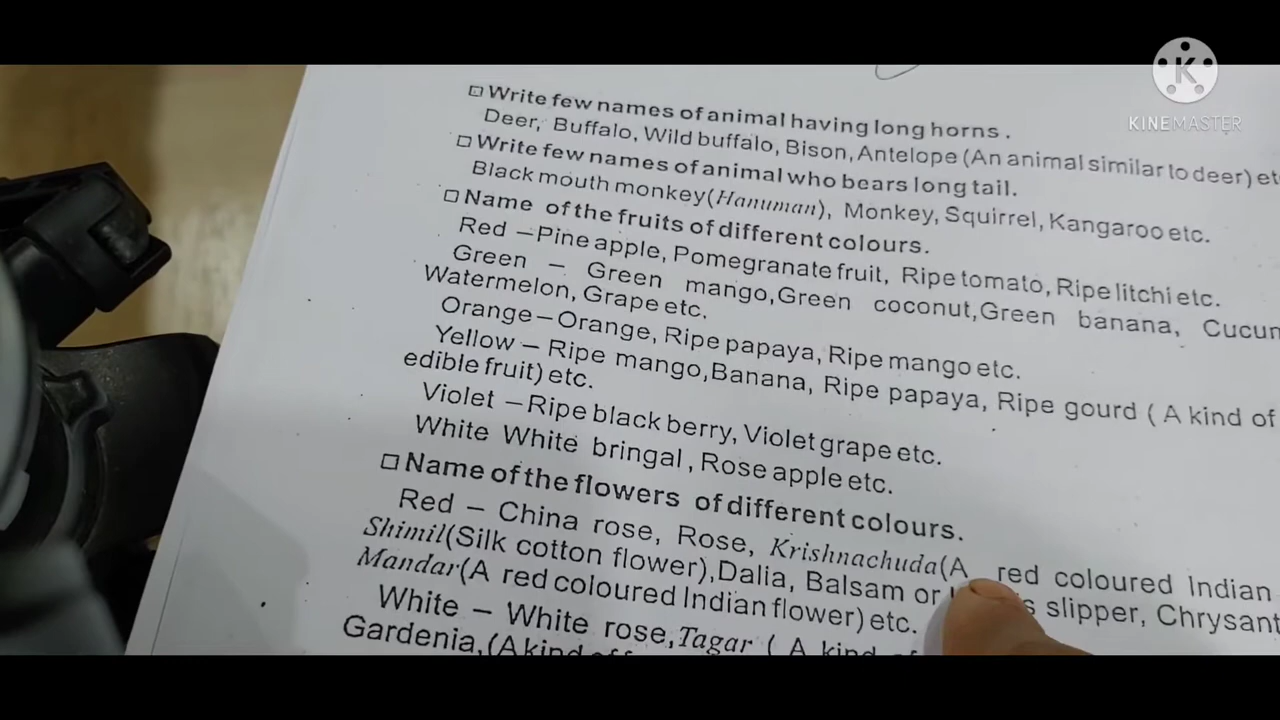 KINEMASTER
□ Write few names of animal having long horns.
Deer, Buffalo, Wild buffalo, Bison, Antelope (An animal similar to deer) etc
□ Write few names of animal who bears long tail.
Black mouth monkey(Hanuman), Monkey, Squirrel, Kangaroo etc.
□ Name of the fruits of different colours.
Red – Pine apple, Pomegranate fruit, Ripe tomato, Ripe litchi etc.
Green – Green mango, Green coconut, Green banana,
Watermelon, Grape etc.
Orange – Orange, Ripe papaya, Ripe mango etc.
Yellow – Ripe mango, Banana, Ripe papaya, Ripe gourd ( A kind of
edible fruit) etc.
Violet – Ripe black berry, Violet grape etc.
White White bringal, Rose apple etc.
□ Name of the flowers of different colours.
Red – China rose, Rose, Krishnachuda(A red coloured Indian
Shimil(Silk cotton flower), Dalia, Balsam or slipper,
Mandar(A red coloured Indian flower) etc.
White – White rose, Tagar ( A kind of
Gardenia, (A kind of